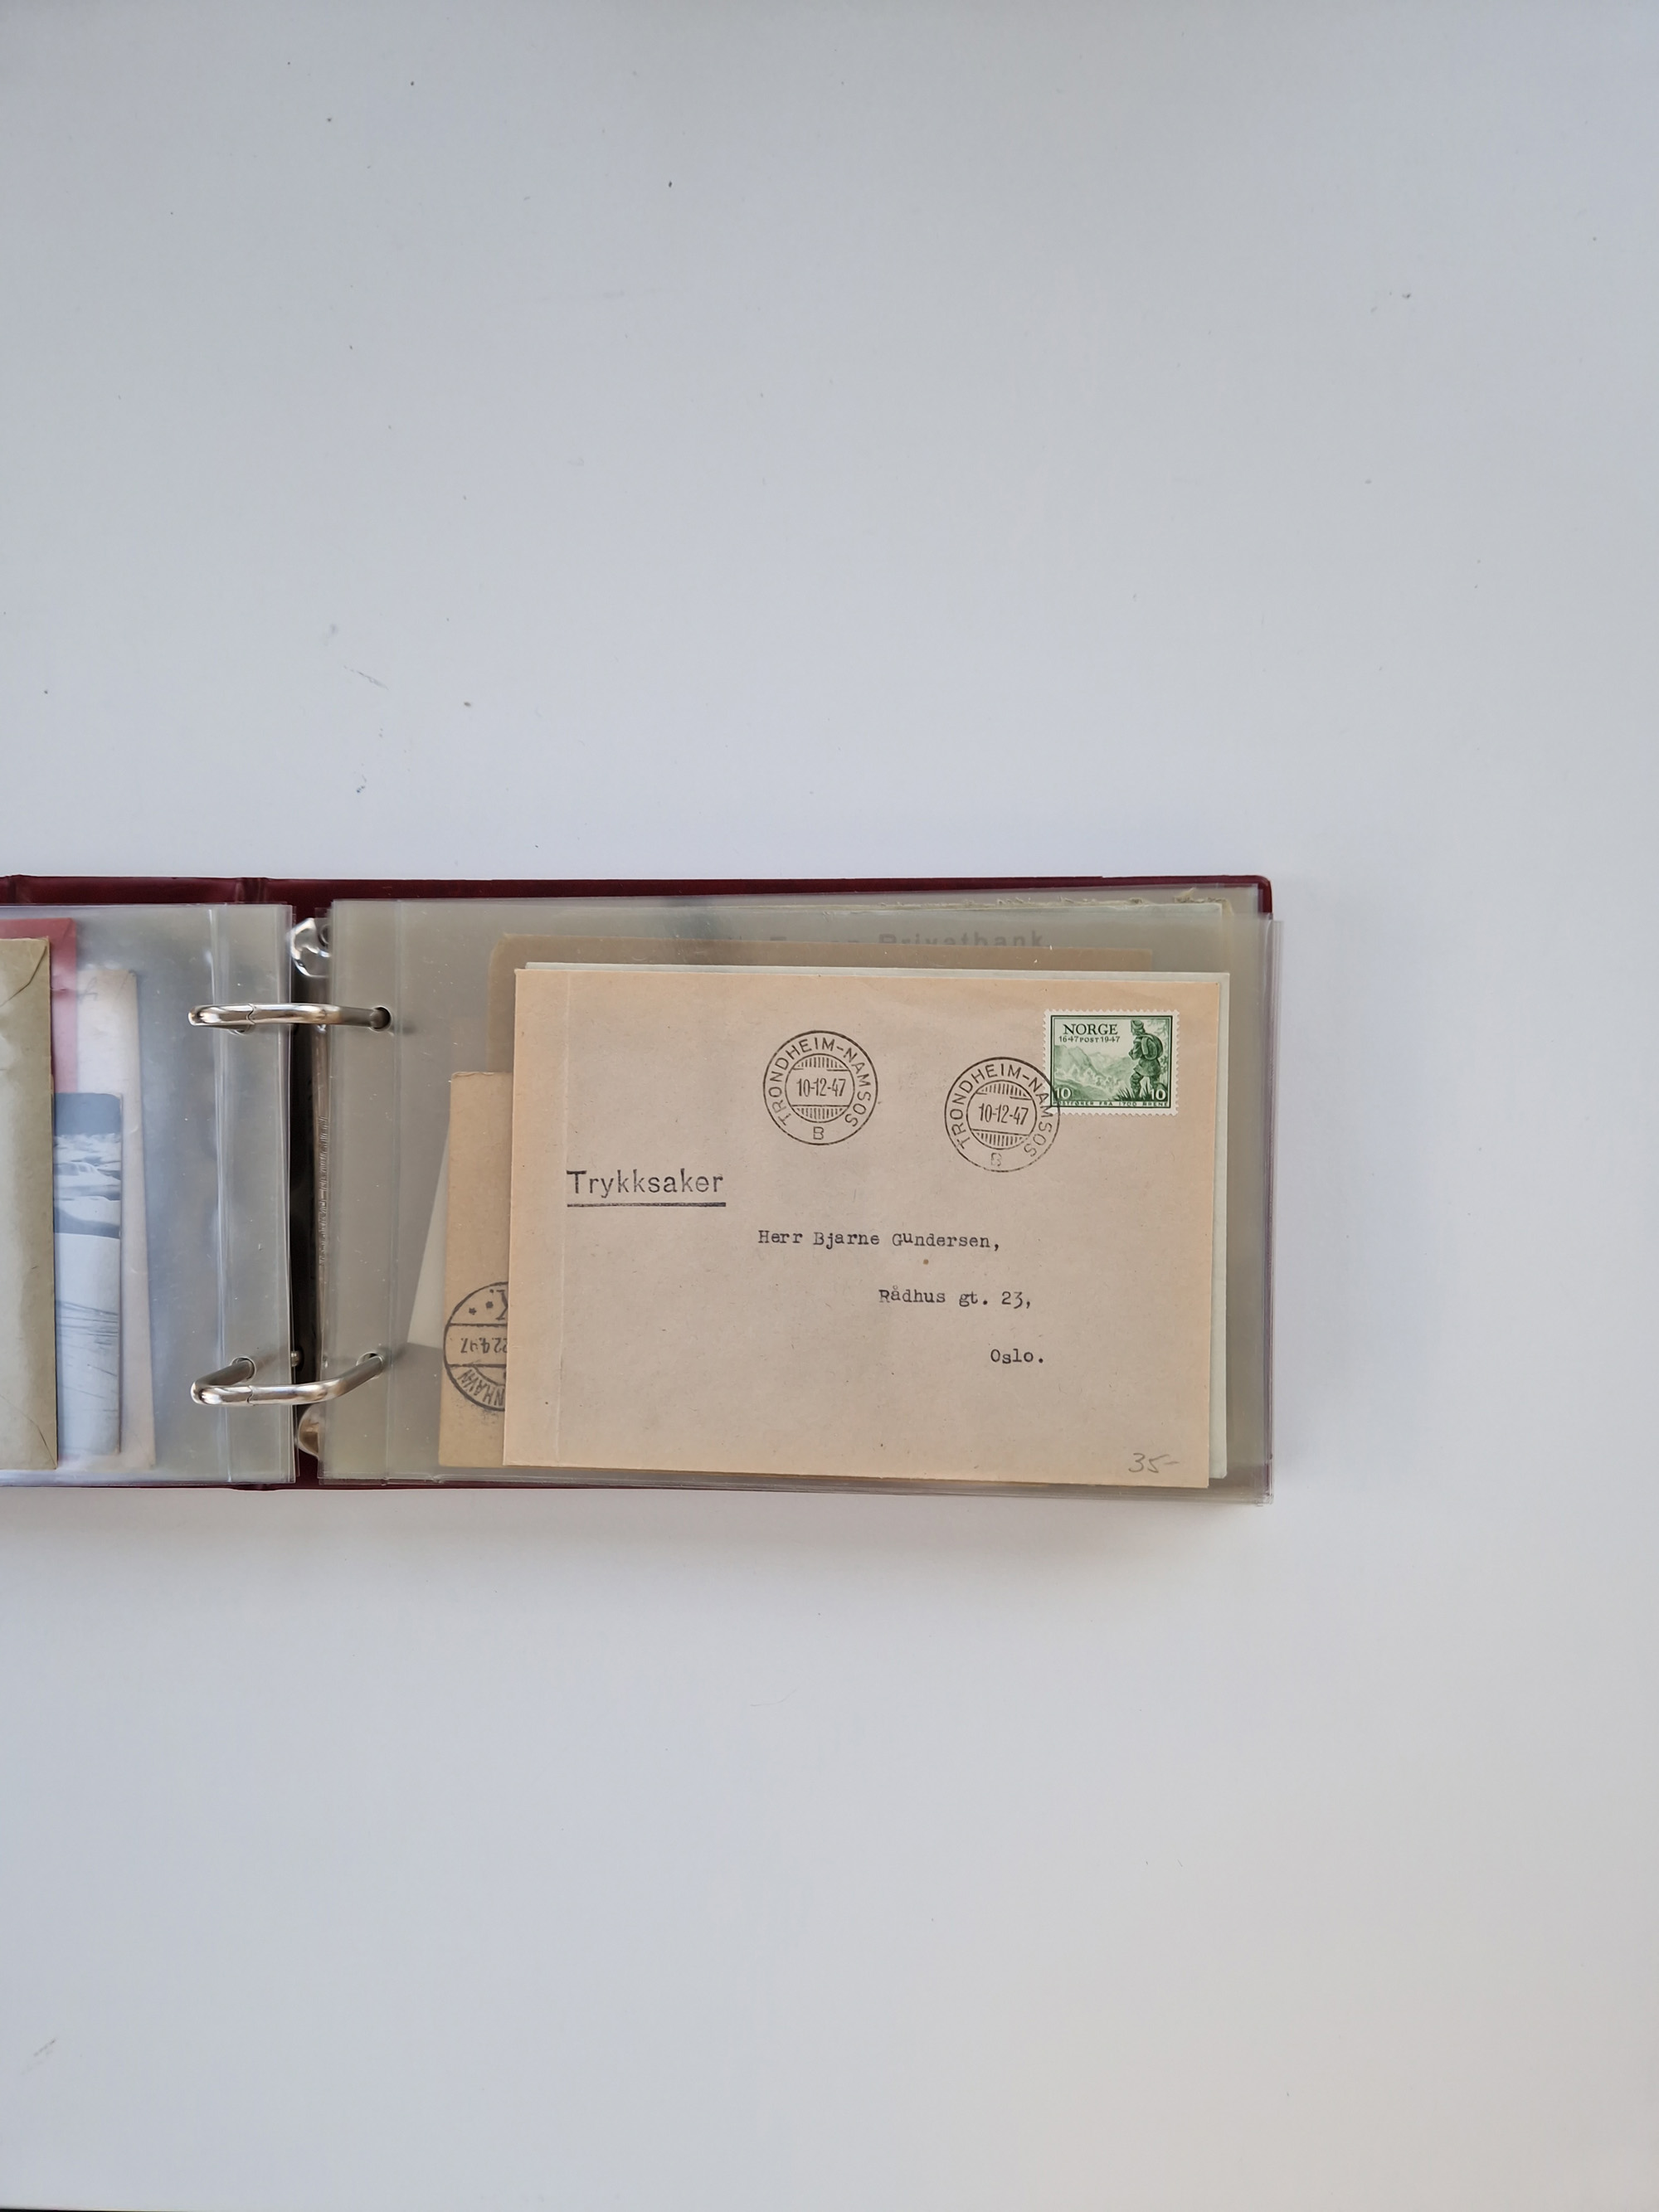 Privatbank
NORGE
1647 POST 1947
10 10
TRONDHEIM-NAMSOS
10-12-47
B
TRONDHEIM-NAMSOS
10-12-47
B
Trykksaker
Herr Bjarne Gundersen,
Rådhus gt. 23,
Oslo.
35-